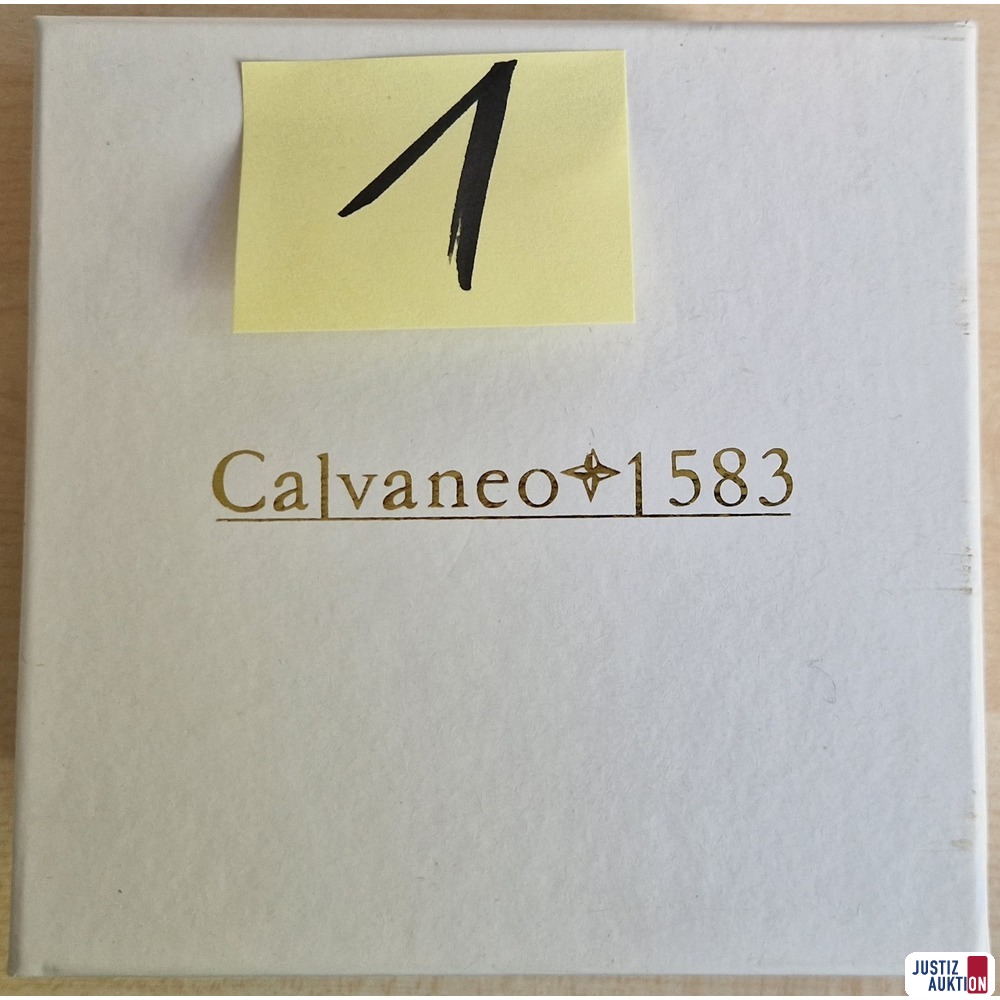 1
Calvaneo 1583
JUSTIZ
AUKTION